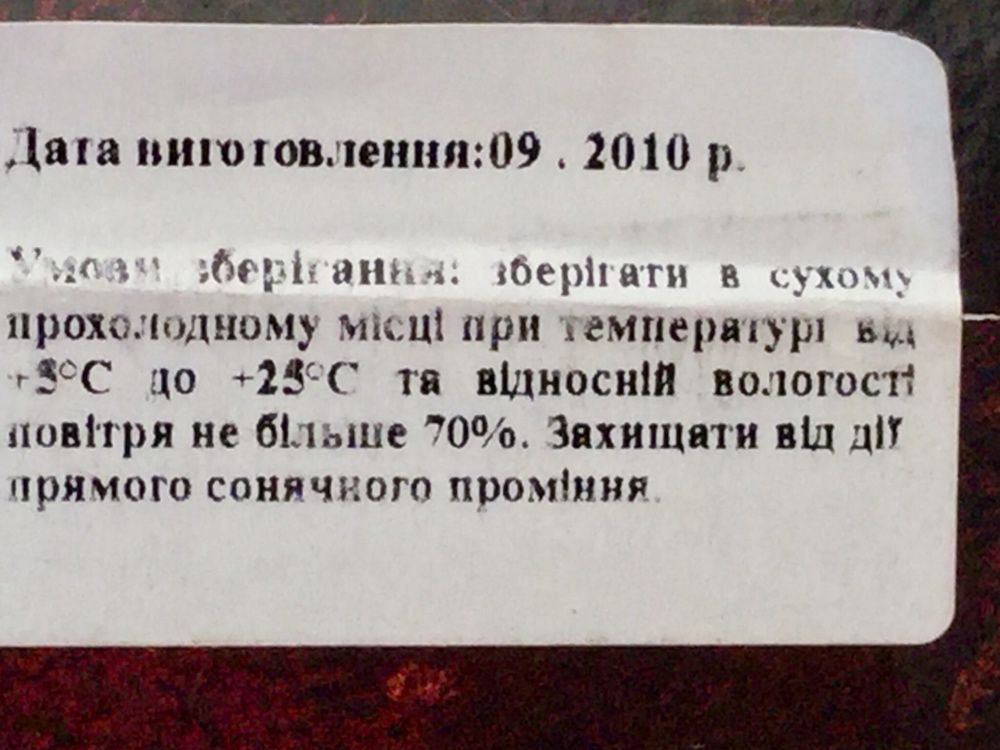 Дата виготовлення:09 . 2010 р.
Умови зберігання: зберігати в сухому
прохолодному місці при температурі від
+5°С до +25°С та відносній вологості
повітря не більше 70%. Захищати від дії
прямого сонячного проміння.